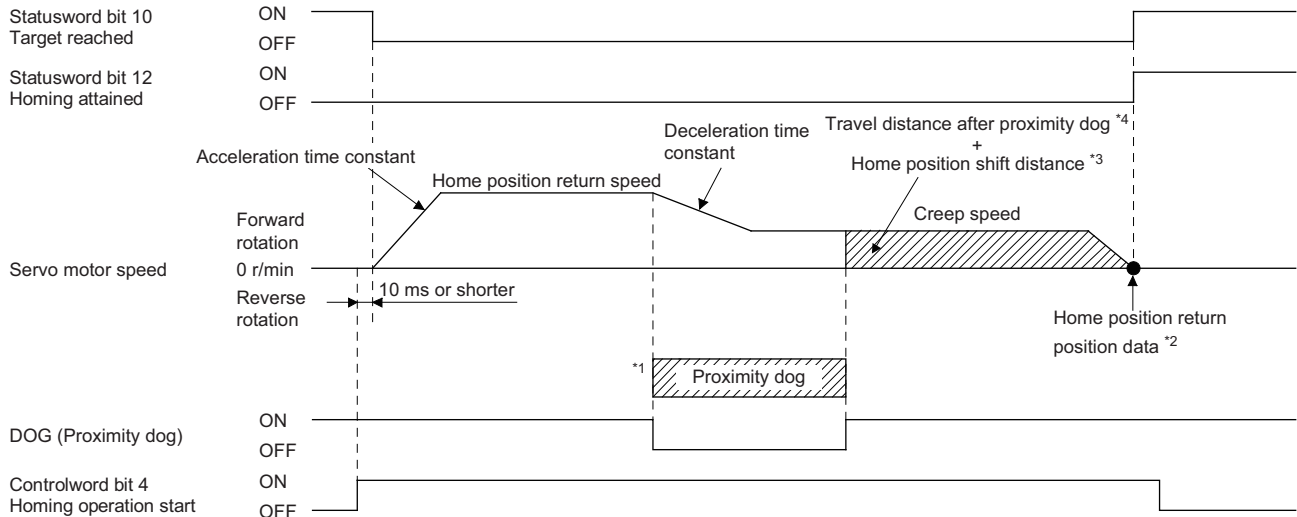 Statusword bit 10
Target reached
ON
OFF
Statusword bit 12
Homing attained
ON
OFF
Acceleration time constant
Home position return speed
Deceleration time
constant
Travel distance after proximity dog *4
+
Home position shift distance *3
Creep speed
Servo motor speed
Forward
rotation
0 r/min
Reverse
rotation
10 ms or shorter
Home position return
position data *2
*1
Proximity dog
DOG (Proximity dog)
ON
OFF
Controlword bit 4
Homing operation start
ON
OFF